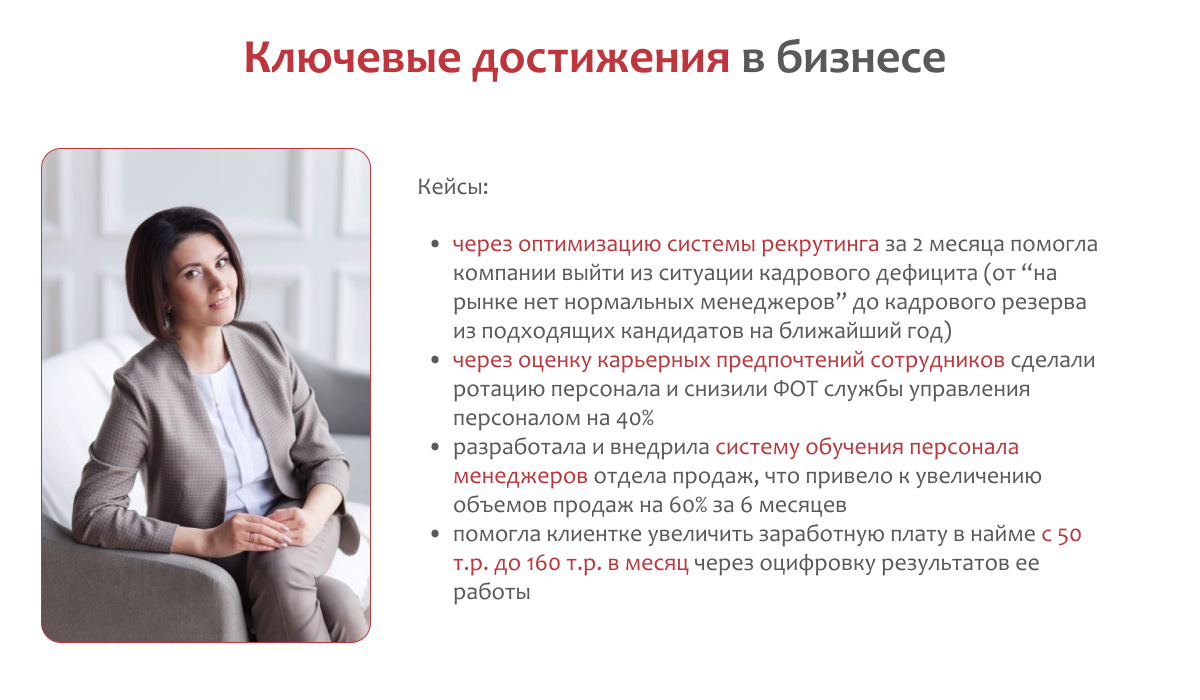 Ключевые достижения в бизнесе
Кейсы:
• через оптимизацию системы рекрутинга за 2 месяца помогла
компании выйти из ситуации кадрового дефицита (от “на
рынке нет нормальных менеджеров” до кадрового резерва
из подходящих кандидатов на ближайший год)
• через оценку карьерных предпочтений сотрудников сделали
ротацию персонала и снизили ФОТ службы управления
персоналом на 40%
• разработала и внедрила систему обучения персонала
менеджеров отдела продаж, что привело к увеличению
объемов продаж на 60% за 6 месяцев
• помогла клиентке увеличить заработную плату в найме с 50
т.р. до 160 т.р. в месяц через оцифровку результатов ее
работы